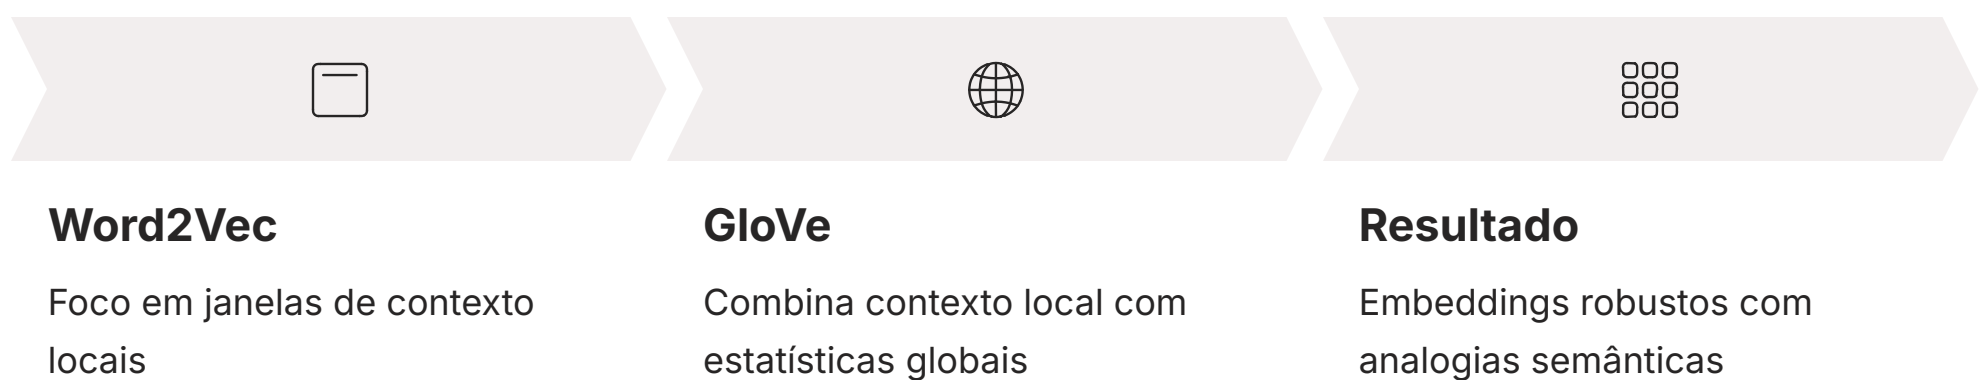 Word2Vec
Foco em janelas de contexto
locais
GloVe
Combina contexto local com
estatísticas globais
Resultado
Embeddings robustos com
analogias semânticas